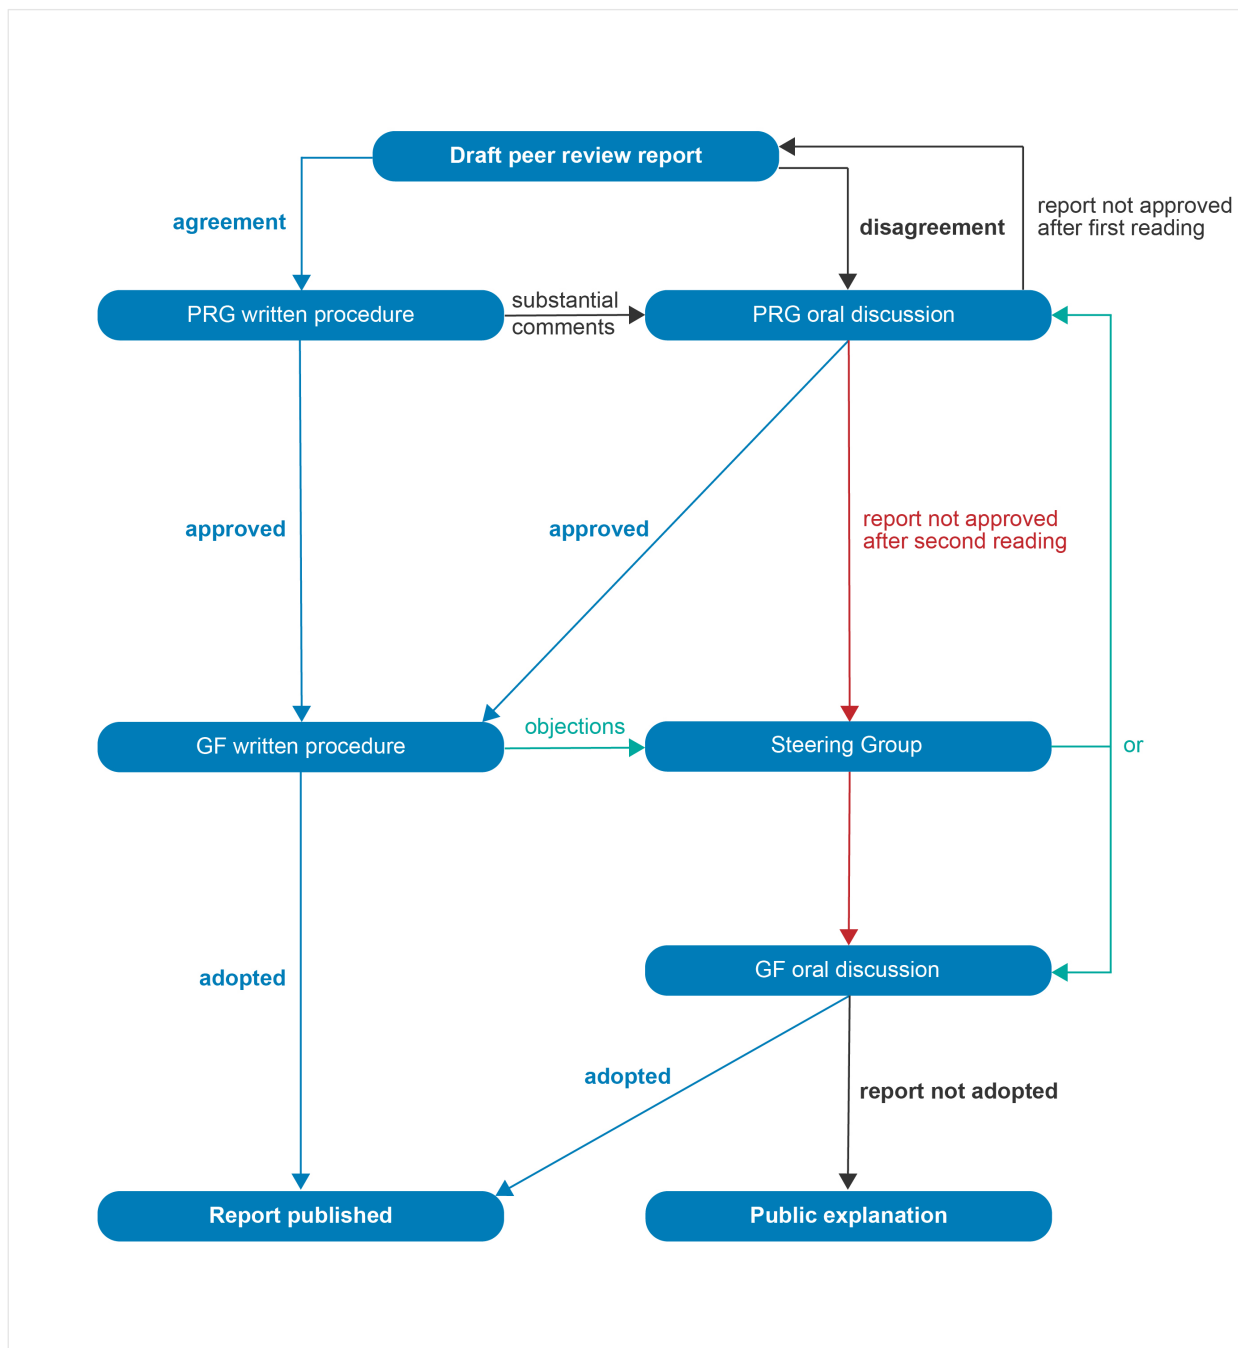 Draft peer review report
report not approved
after first reading
agreement
disagreement
PRG written procedure
substantial
comments
PRG oral discussion
approved
approved
report not approved
after second reading
GF written procedure
objections
Steering Group
or
GF oral discussion
adopted
adopted
report not adopted
Report published
Public explanation